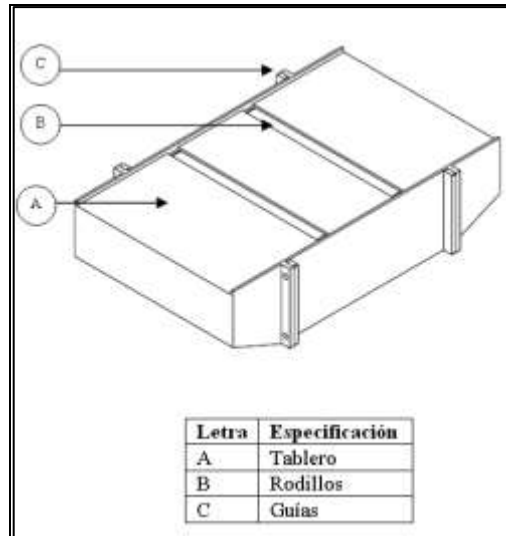 C
B
A
Letra Especificación
A Tablero
B Rodillos
C Guías